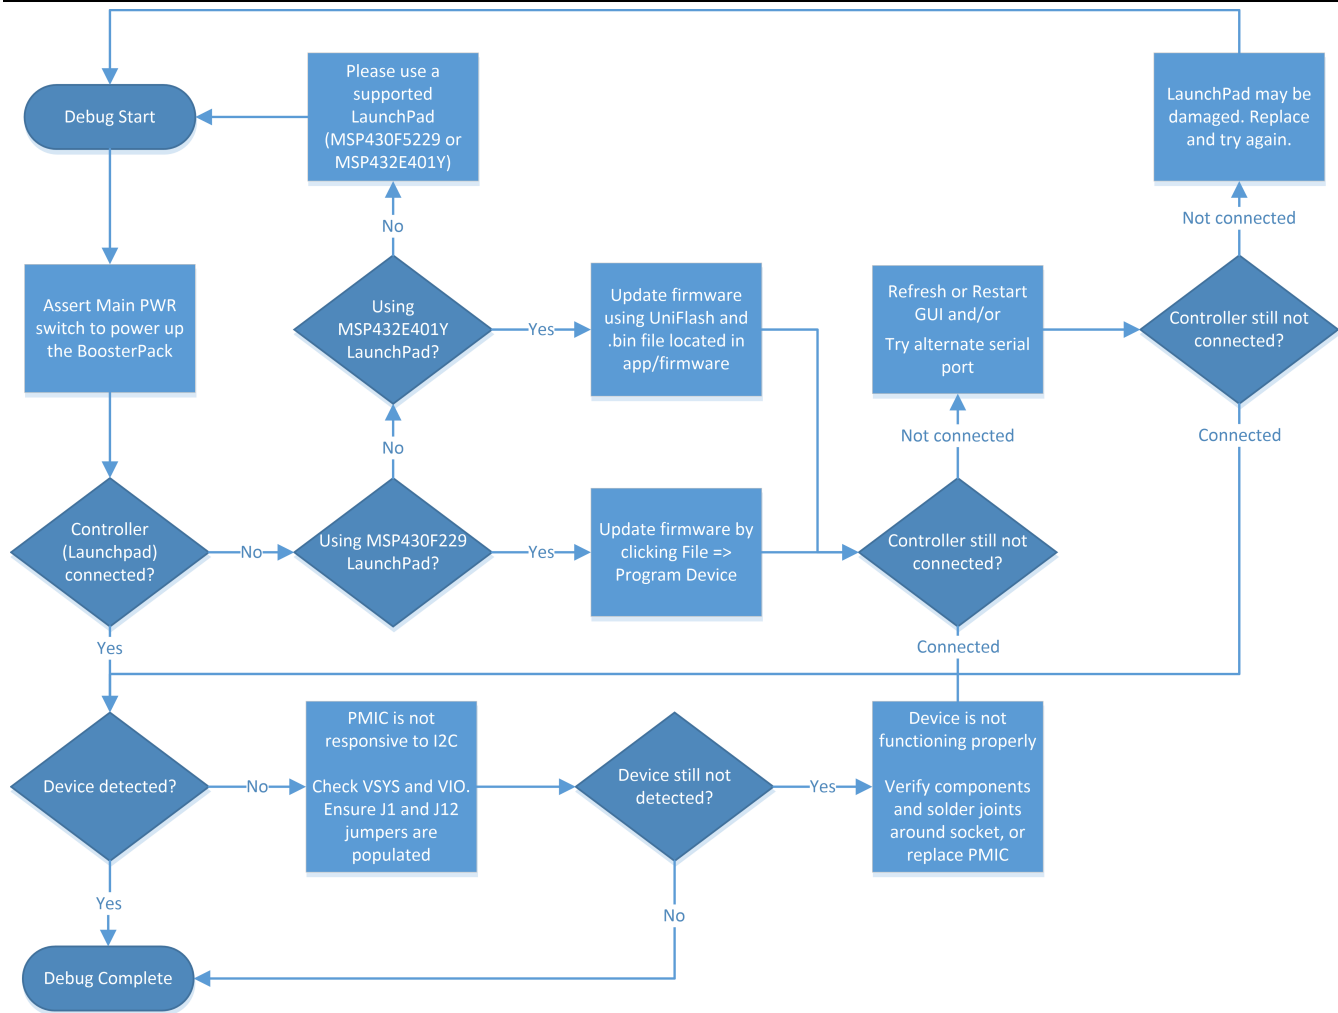 Debug Start
Please use a
supported
LaunchPad
(MSP430F5229 or
MSP432E401Y)
LaunchPad may be
damaged. Replace
and try again.
No
Not connected
Assert Main PWR
switch to power up
the BoosterPack
Using
MSP432E401Y
LaunchPad?
Yes
Update firmware
using UniFlash and
.bin file located in
app/firmware
Refresh or Restart
GUI and/or
Try alternate serial
port
Controller still not
connected?
No
Not connected
Connected
Controller
(Launchpad)
connected?
No
Using MSP430F229
LaunchPad?
Yes
Update firmware by
clicking File =>
Program Device
Controller still not
connected?
Yes
Connected
Device detected?
No
PMIC is not
responsive to I2C
Check VSYS and VIO.
Ensure J1 and J12
jumpers are
populated
Device still not
detected?
Yes
Device is not
functioning properly
Verify components
and solder joints
around socket, or
replace PMIC
Yes
No
Debug Complete